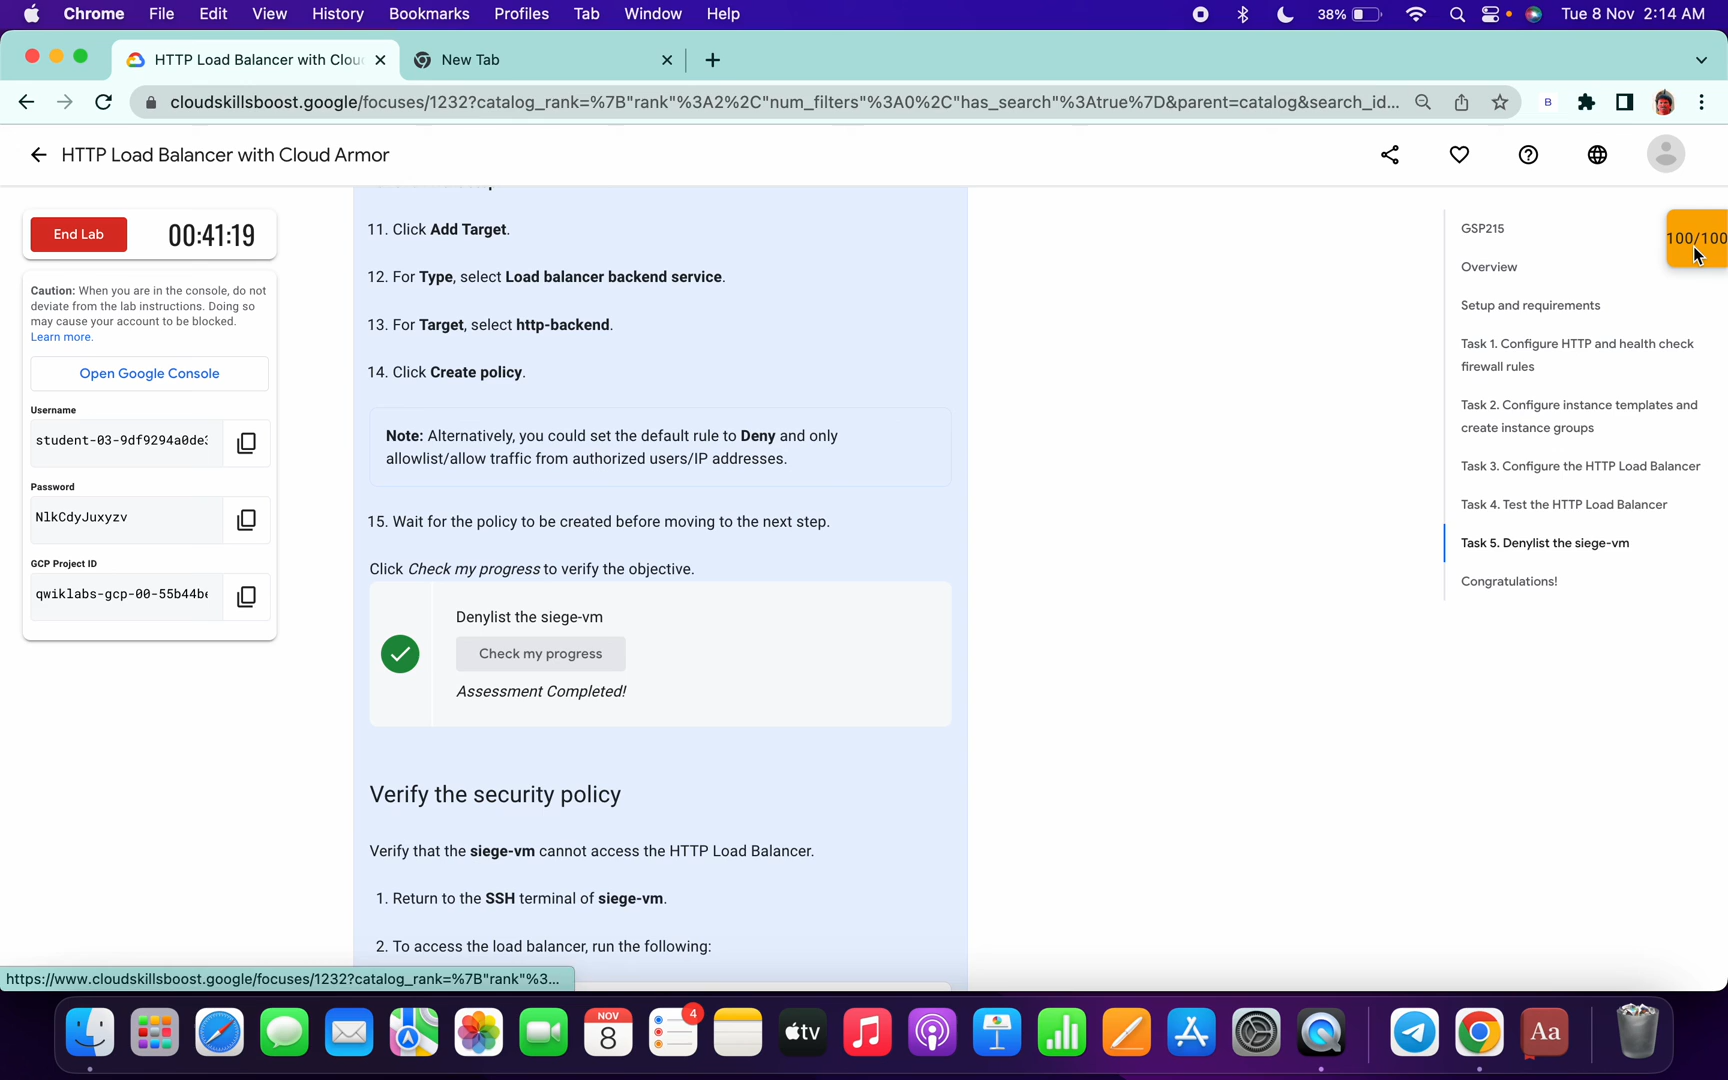 Chrome File Edit View History Bookmarks Profiles Tab Window Help 38% Tue 8 Nov 2:14 AM
HTTP Load Balancer with Clou New Tab
cloudskillsboost.google/focuses/1232?catalog_rank=%7B"rank"%3A2%2C"num_filters"%3A0%2C"has_search"%3Atrue%7D&parent=catalog&search_id... B
HTTP Load Balancer with Cloud Armor
End Lab 00:41:19
Caution: When you are in the console, do not
deviate from the lab instructions. Doing so
may cause your account to be blocked.
Learn more.
Open Google Console
Username
student-03-9df9294a0de
Password
NlkCdyJuxyzv
GCP Project ID
qwiklabs-gcp-00-55b44b
11. Click Add Target.
12. For Type, select Load balancer backend service.
13. For Target, select http-backend.
14. Click Create policy.
Note: Alternatively, you could set the default rule to Deny and only
allowlist/allow traffic from authorized users/IP addresses.
15. Wait for the policy to be created before moving to the next step.
Click Check my progress to verify the objective.
Denylist the siege-vm
Check my progress
Assessment Completed!
Verify the security policy
Verify that the siege-vm cannot access the HTTP Load Balancer.
1. Return to the SSH terminal of siege-vm.
2. To access the load balancer, run the following:
GSP215
100/100
Overview
Setup and requirements
Task 1. Configure HTTP and health check
firewall rules
Task 2. Configure instance templates and
create instance groups
Task 3. Configure the HTTP Load Balancer
Task 4. Test the HTTP Load Balancer
Task 5. Denylist the siege-vm
Congratulations!
https://www.cloudskillsboost.google/focuses/1232?catalog_rank=%7B"rank"%3...
NOV
8
4
tv
Aa